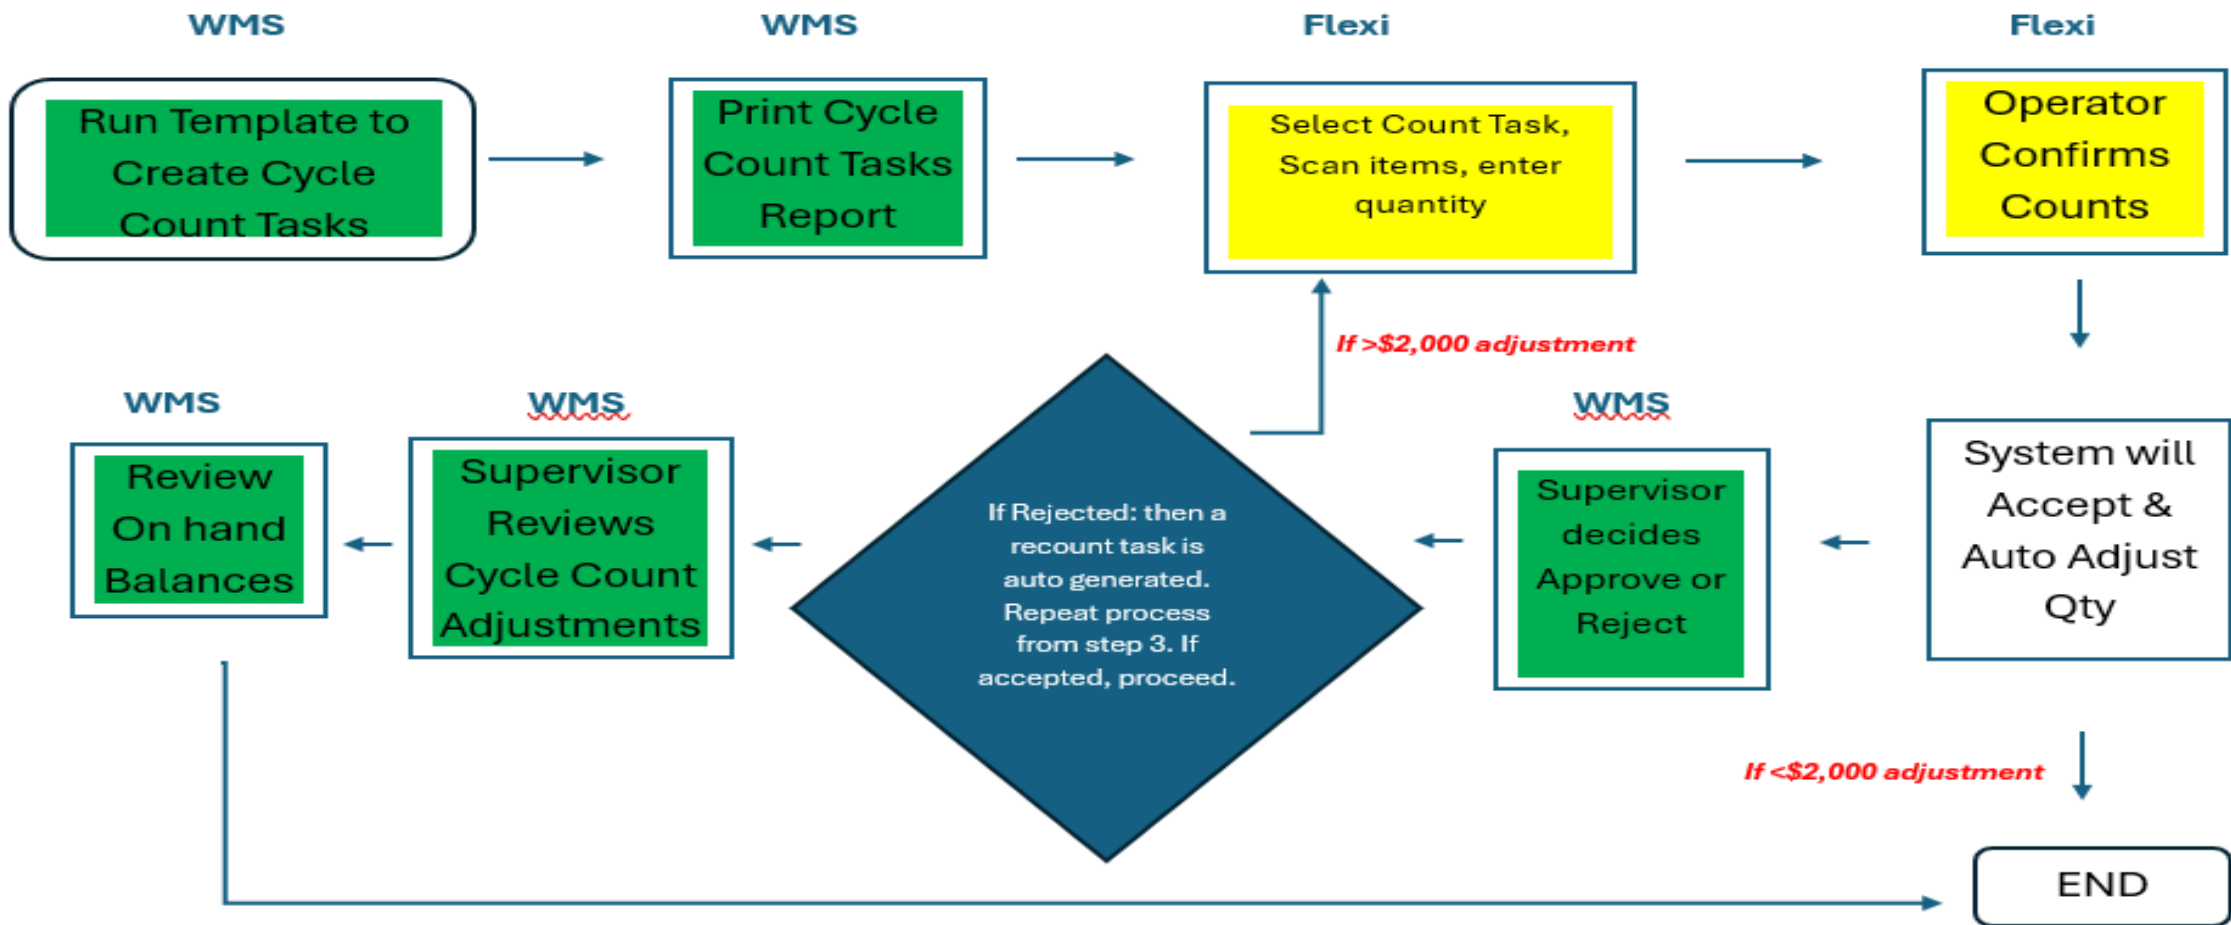 WMS
WMS
Flexi
Flexi
Run Template to
Create Cycle
Count Tasks
Print Cycle
Count Tasks
Report
Select Count Task,
Scan items, enter
quantity
Operator
Confirms
Counts
If >$2,000 adjustment
WMS
WMS
WMS
Review
On hand
Balances
Supervisor
Reviews
Cycle Count
Adjustments
If Rejected: then a
recount task is
auto generated.
Repeat process
from step 3. If
accepted, proceed.
Supervisor
decides
Approve or
Reject
System will
Accept &
Auto Adjust
Qty
If <$2,000 adjustment
END